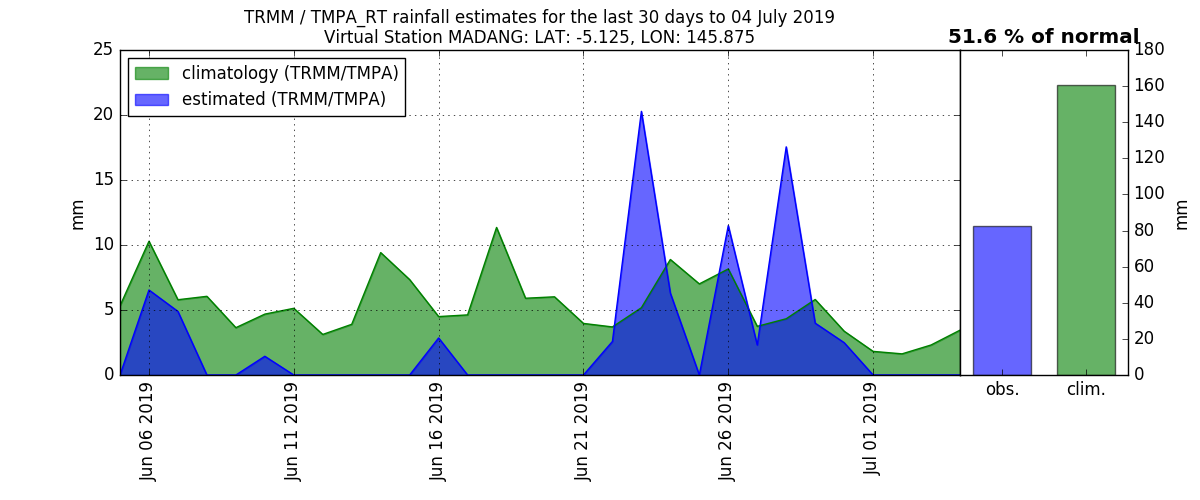 TRMM / TMPA_RT rainfall estimates for the last 30 days to 04 July 2019
Virtual Station MADANG: LAT: -5.125, LON: 145.875
51.6 % of normal
climatology (TRMM/TMPA)
estimated (TRMM/TMPA)
25
20
15
10
5
0
mm
Jun 06 2019
Jun 11 2019
Jun 16 2019
Jun 21 2019
Jun 26 2019
Jul 01 2019
180
160
140
120
100
80
60
40
20
0
mm
obs.
clim.